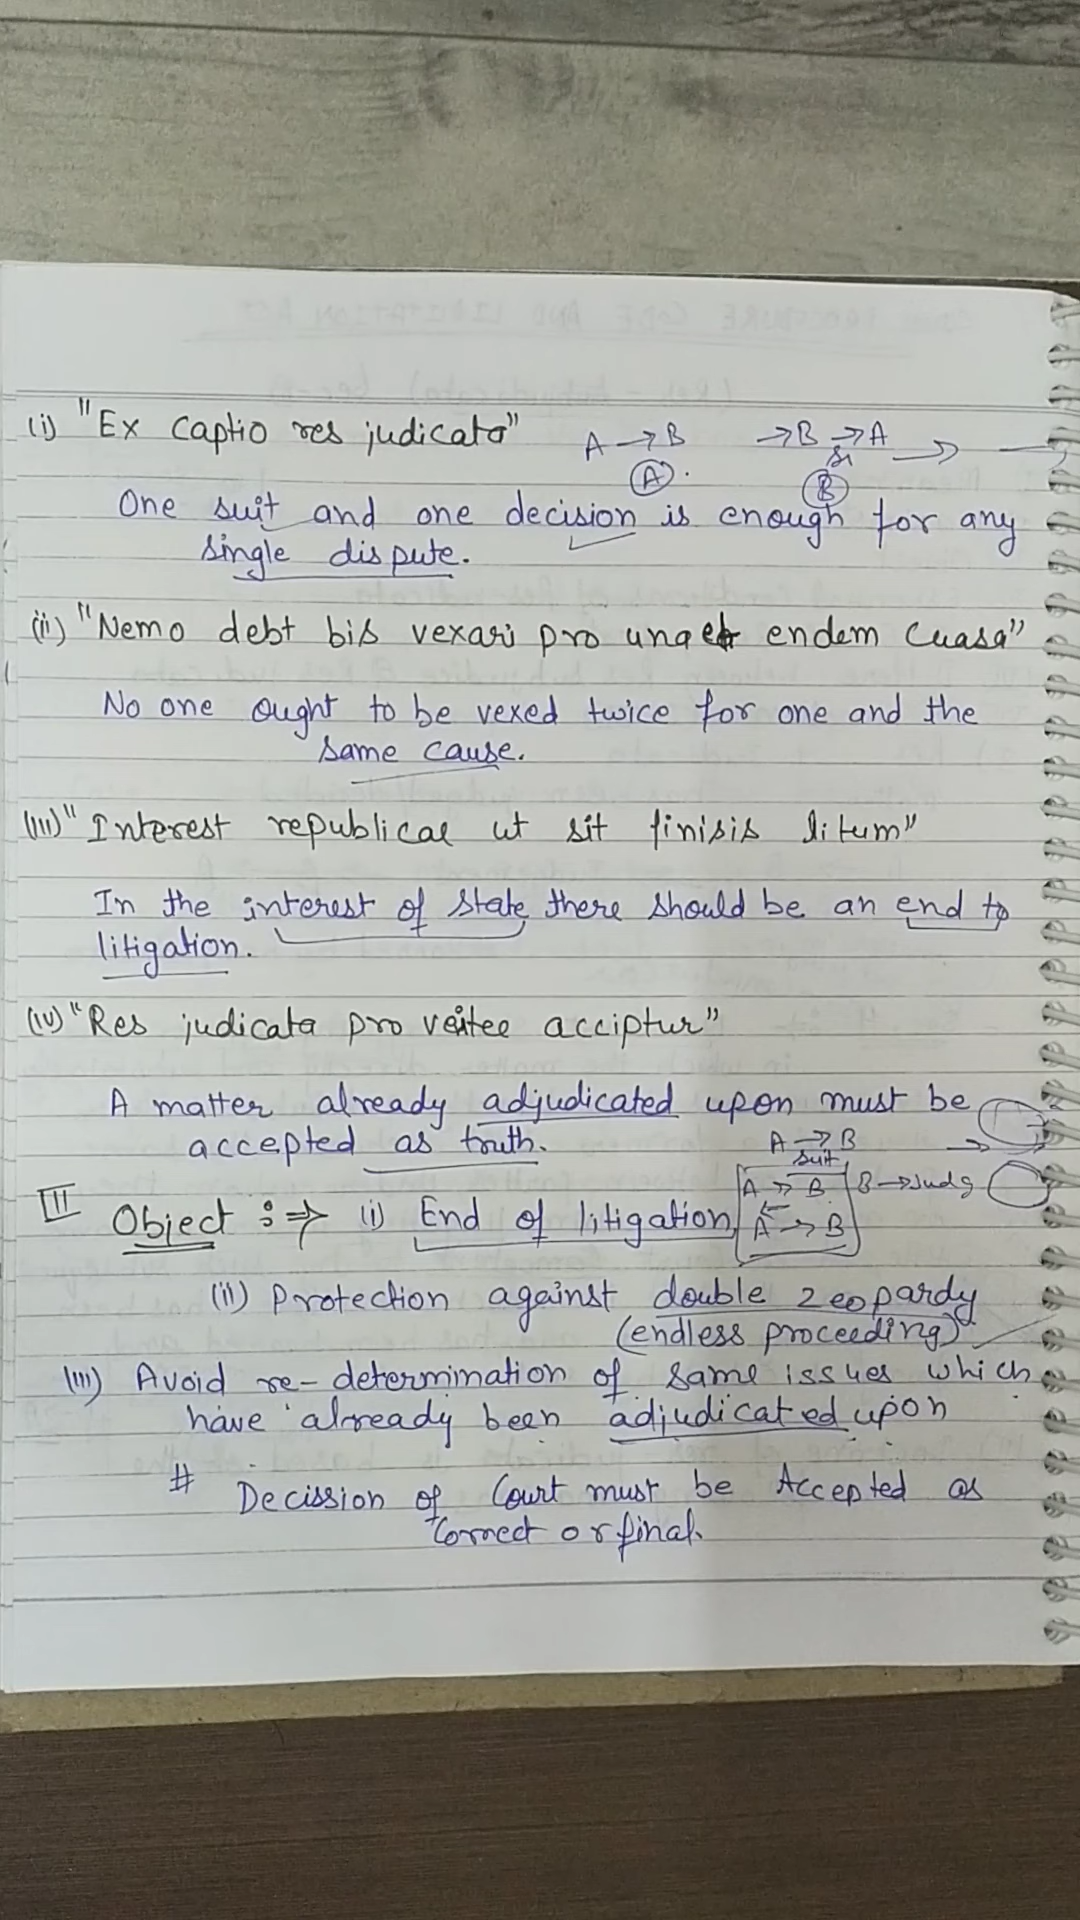 (i) "Ex Captio res judicata" A → B → B → A
(A). (B)
One suit and one decision is enough for any
single dispute.
(ii) "Nemo debt bis vexari pro una et endem Cuasa"
No one ought to be vexed twice for one and the
same cause.
(iii) "Interest republicae ut sit finisis litum"
In the interest of state there should be an end to
litigation.
(iv) "Res judicata pro veitee acciptur"
A matter already adjudicated upon must be
accepted as truth. A → B
suit
A → B B → Judg
III Object :⇒ (i) End of litigation, A → B
(ii) Protection against double zeopardy
(endless proceeding)
(iii) Avoid re-determination of same issues which
have already been adjudicated upon
# Decission of Court must be Accepted as
Correct or final.